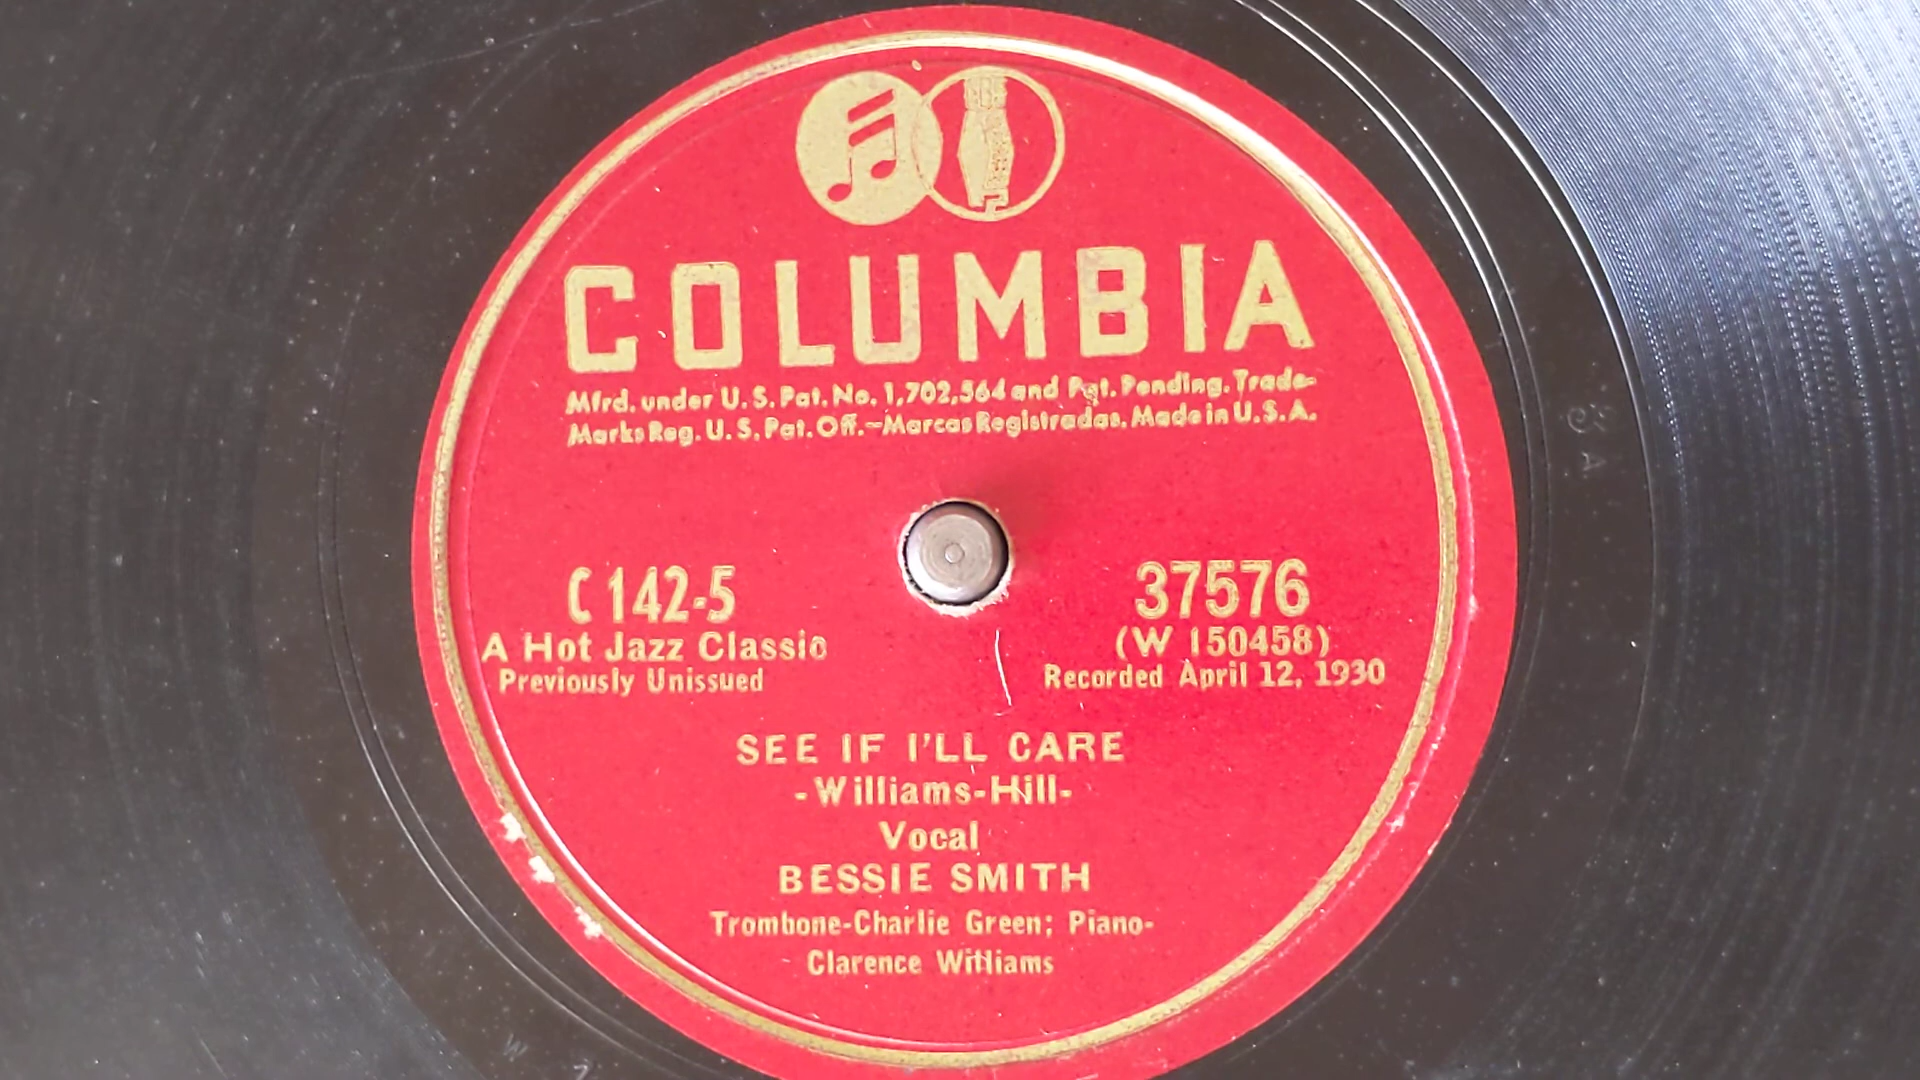 COLUMBIA
Mfrd. under U. S. Pat. No. 1,702,564 and Pat. Pending. Trade-
Marks Reg. U. S. Pat. Off.—Marcas Registradas. Made in U.S.A.
C 142-5
A Hot Jazz Classic
Previously Unissued
37576
(W 150458)
Recorded April 12, 1930
SEE IF I'LL CARE
-Williams-Hill-
Vocal
BESSIE SMITH
Trombone-Charlie Green; Piano-
Clarence Williams